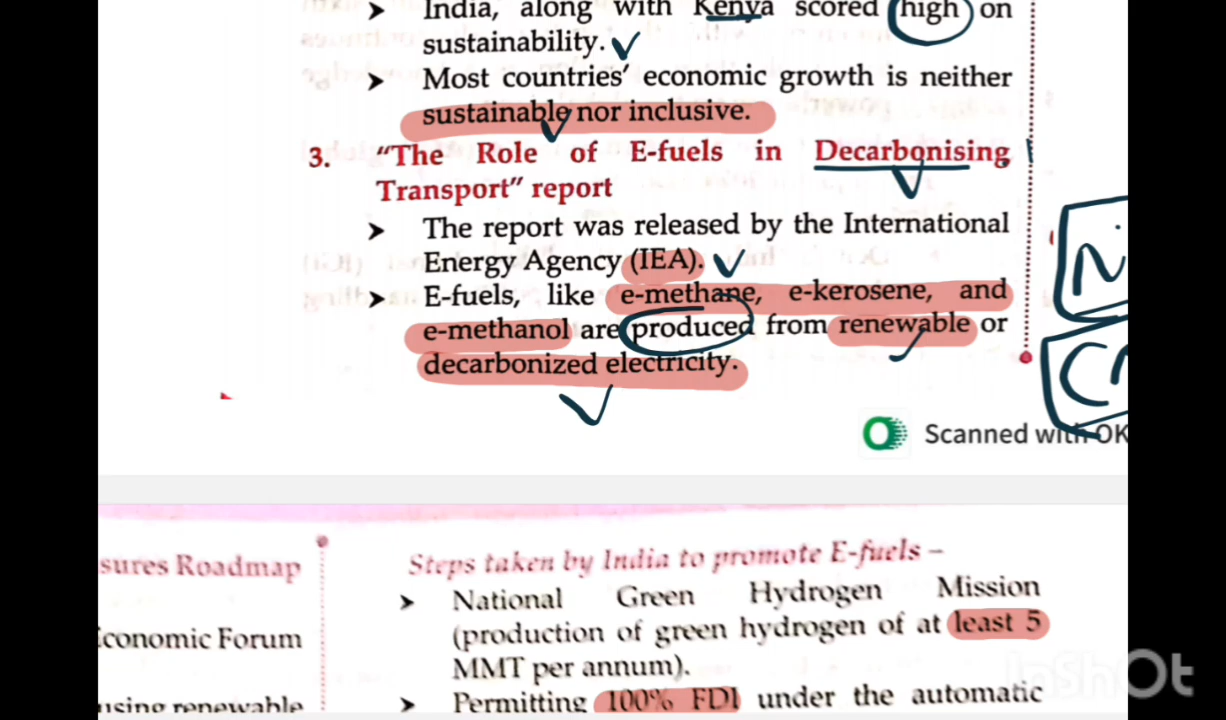 India, along with Kenya scored high on
sustainability.
➤ Most countries' economic growth is neither
sustainable nor inclusive.
3. "The Role of E-fuels in Decarbonising
Transport" report
➤ The report was released by the International
Energy Agency (IEA).
➤ E-fuels, like e-methane, e-kerosene, and
e-methanol are produced from renewable or
decarbonized electricity.
Scanned with OK
sures Roadmap
Economic Forum
using renewable
Steps taken by India to promote E-fuels –
➤ National Green Hydrogen Mission
(production of green hydrogen of at least 5
MMT per annum).
➤ Permitting 100% FDI under the automatic
InShOt